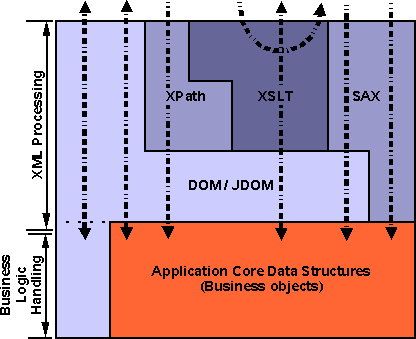 XML Processing
XPath
XSLT
SAX
DOM / JDOM
Business
Logic
Handling
Application Core Data Structures
(Business objects)